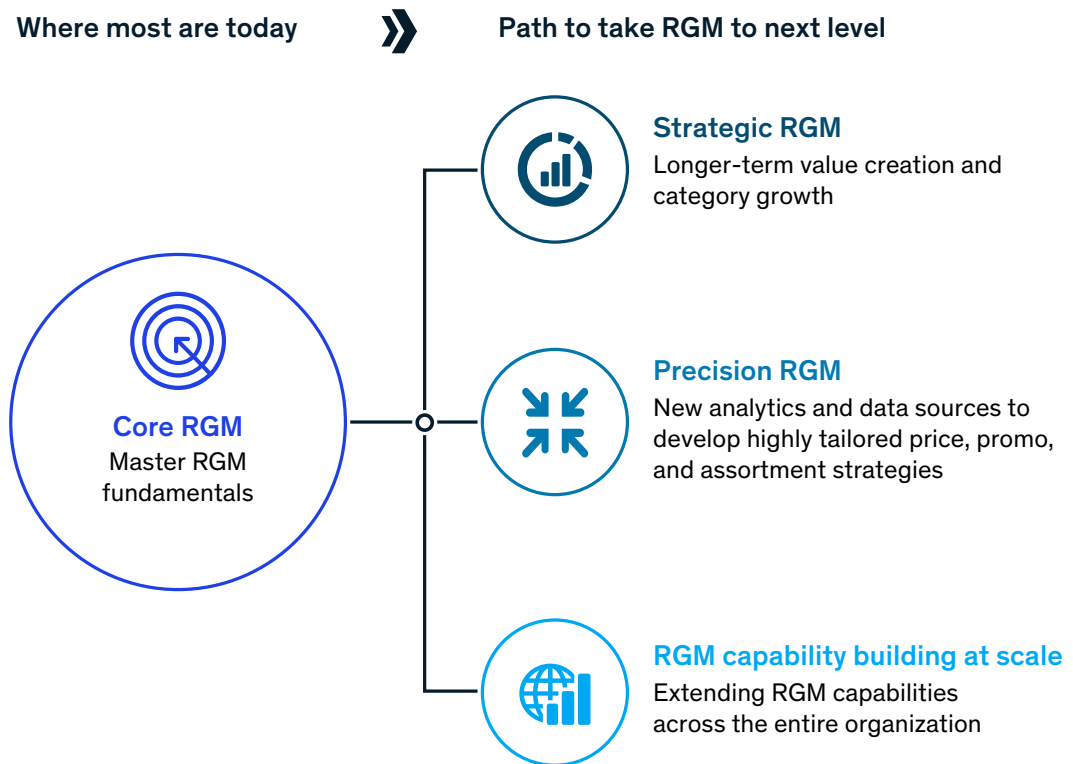 Where most are today
Path to take RGM to next level
Core RGM
Master RGM
fundamentals
Strategic RGM
Longer-term value creation and
category growth
Precision RGM
New analytics and data sources to
develop highly tailored price, promo,
and assortment strategies
RGM capability building at scale
Extending RGM capabilities
across the entire organization